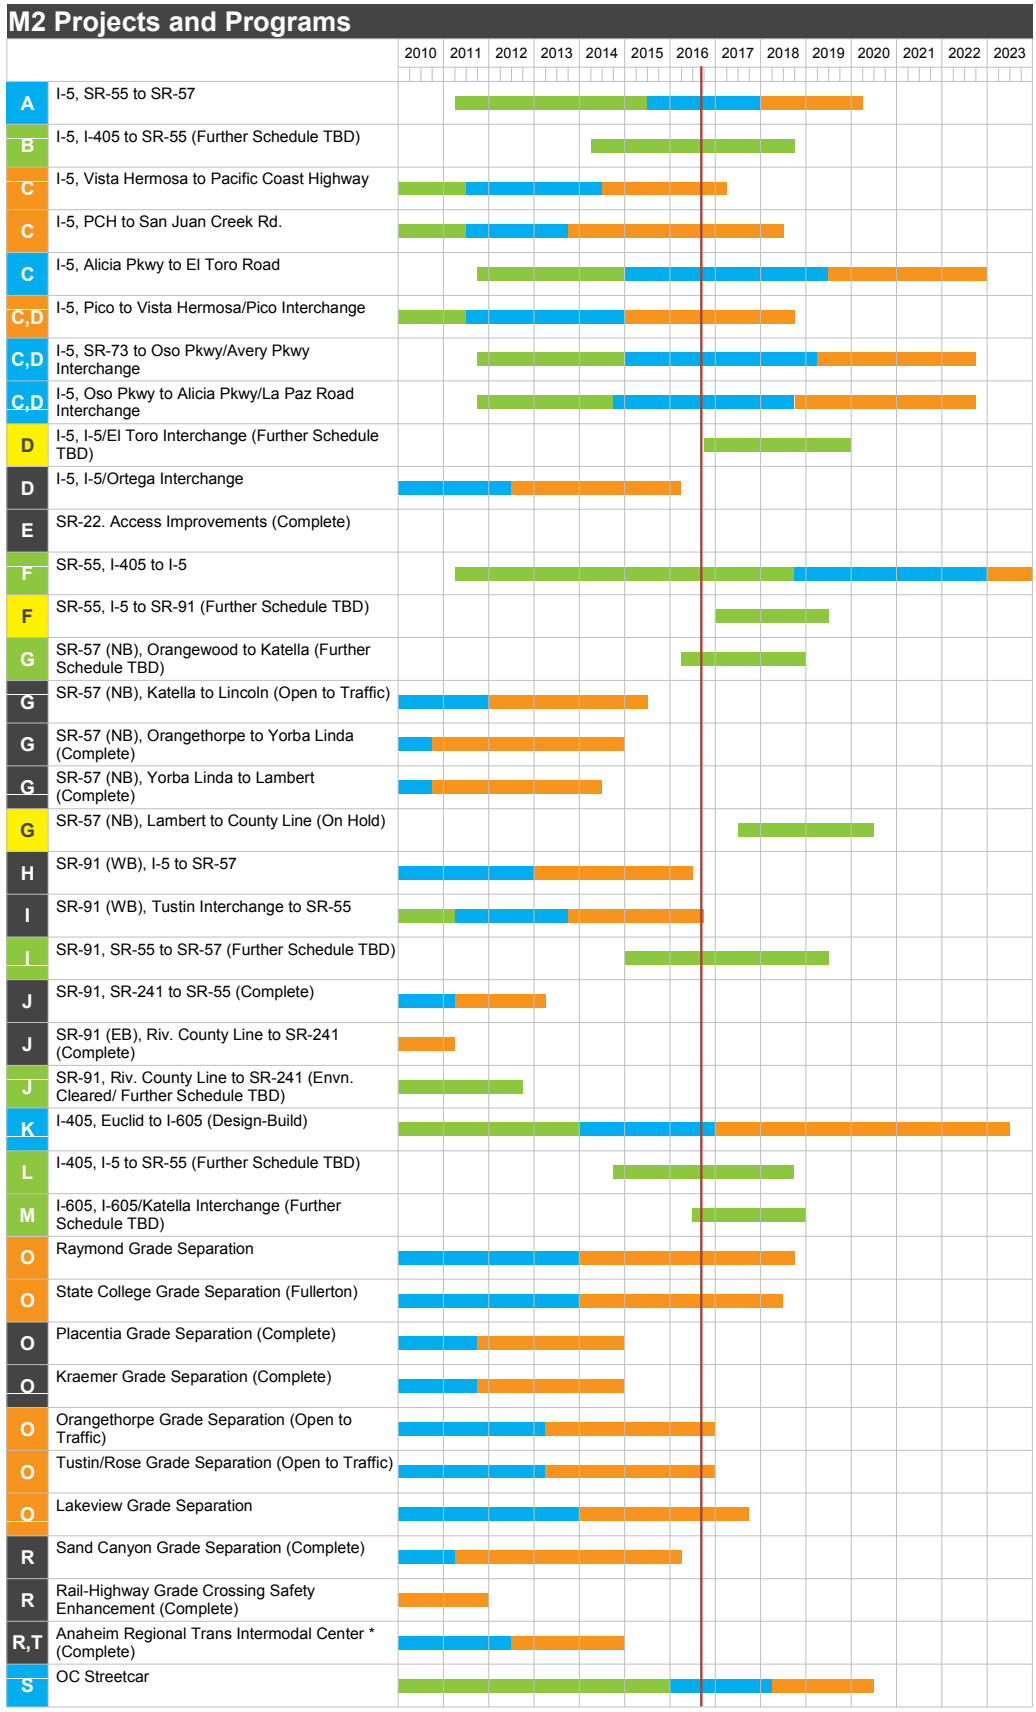 M2 Projects and Programs
2010 2011 2012 2013 2014 2015 2016 2017 2018 2019 2020 2021 2022 2023
A I-5, SR-55 to SR-57
B I-5, I-405 to SR-55 (Further Schedule TBD)
C I-5, Vista Hermosa to Pacific Coast Highway
C I-5, PCH to San Juan Creek Rd.
C I-5, Alicia Pkwy to El Toro Road
C,D I-5, Pico to Vista Hermosa/Pico Interchange
C,D I-5, SR-73 to Oso Pkwy/Avery Pkwy
Interchange
C,D I-5, Oso Pkwy to Alicia Pkwy/La Paz Road
Interchange
D I-5, I-5/El Toro Interchange (Further Schedule
TBD)
D I-5, I-5/Ortega Interchange
E SR-22. Access Improvements (Complete)
F SR-55, I-405 to I-5
F SR-55, I-5 to SR-91 (Further Schedule TBD)
G SR-57 (NB), Orangewood to Katella (Further
Schedule TBD)
G SR-57 (NB), Katella to Lincoln (Open to Traffic)
G SR-57 (NB), Orangethorpe to Yorba Linda
(Complete)
G SR-57 (NB), Yorba Linda to Lambert
(Complete)
G SR-57 (NB), Lambert to County Line (On Hold)
H SR-91 (WB), I-5 to SR-57
I SR-91 (WB), Tustin Interchange to SR-55
I SR-91, SR-55 to SR-57 (Further Schedule TBD)
J SR-91, SR-241 to SR-55 (Complete)
J SR-91 (EB), Riv. County Line to SR-241
(Complete)
J SR-91, Riv. County Line to SR-241 (Envn.
Cleared/ Further Schedule TBD)
K I-405, Euclid to I-605 (Design-Build)
L I-405, I-5 to SR-55 (Further Schedule TBD)
M I-605, I-605/Katella Interchange (Further
Schedule TBD)
O Raymond Grade Separation
O State College Grade Separation (Fullerton)
O Placentia Grade Separation (Complete)
O Kraemer Grade Separation (Complete)
O Orangethorpe Grade Separation (Open to
Traffic)
O Tustin/Rose Grade Separation (Open to Traffic)
O Lakeview Grade Separation
R Sand Canyon Grade Separation (Complete)
R Rail-Highway Grade Crossing Safety
Enhancement (Complete)
R,T Anaheim Regional Trans Intermodal Center *
(Complete)
S OC Streetcar